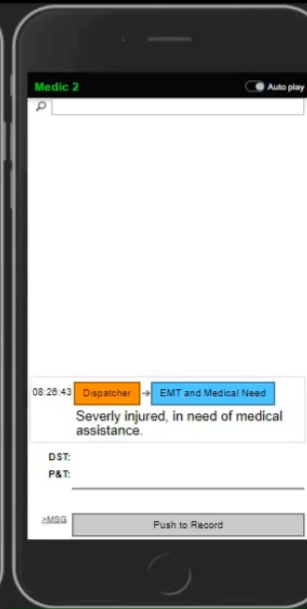 Medic 2 Auto play
08:26:43 Dispatcher EMT and Medical Need
Severly injured, in need of medical
assistance.
DST:
P&T:
>MSG Push to Record